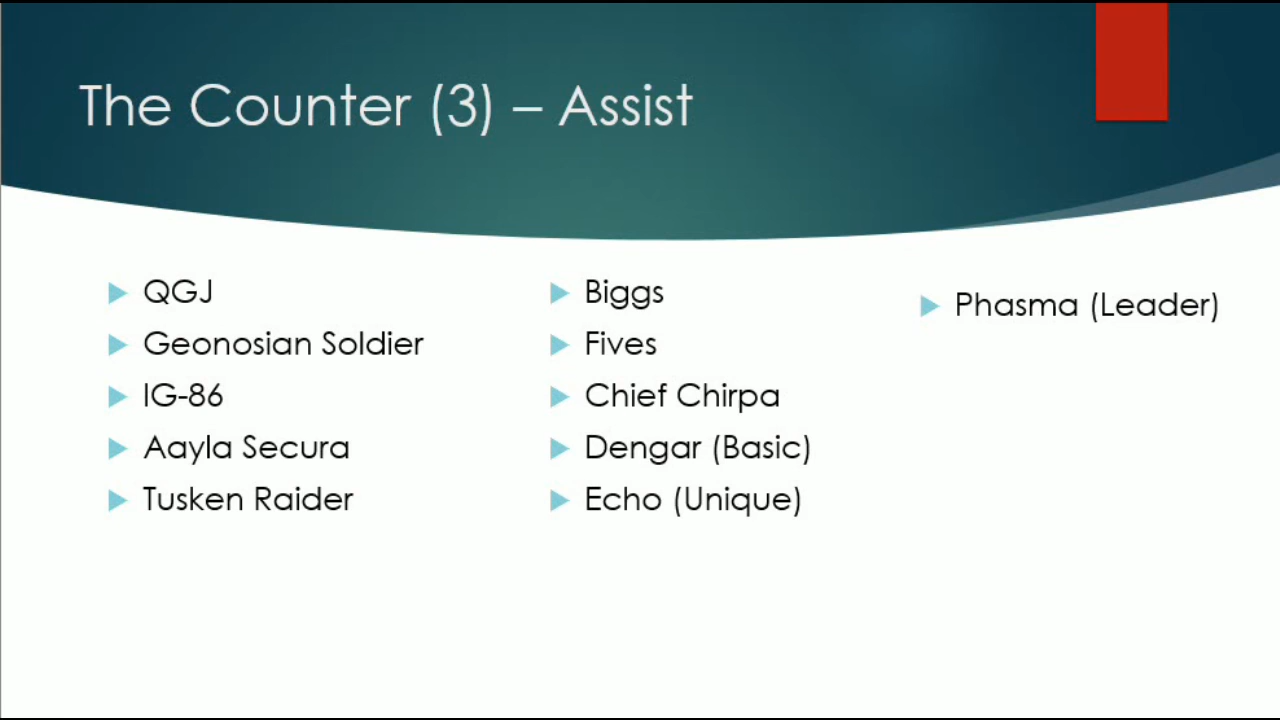 The Counter (3) – Assist
QGJ
Geonosian Soldier
IG-86
Aayla Secura
Tusken Raider
Biggs
Fives
Chief Chirpa
Dengar (Basic)
Echo (Unique)
Phasma (Leader)